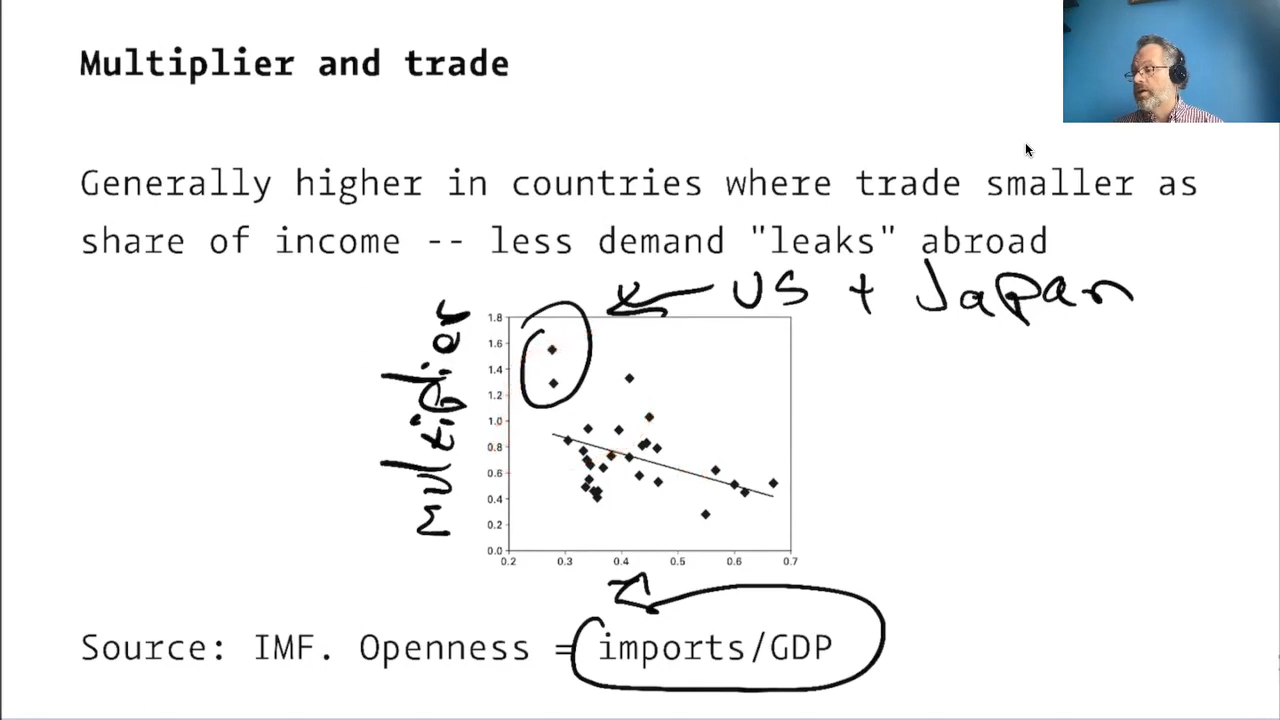 Multiplier and trade
Generally higher in countries where trade smaller as
share of income -- less demand "leaks" abroad
US + Japan
Multiplier
1.8
1.6
1.4
1.2
1.0
0.8
0.6
0.4
0.2
0.0
0.2 0.3 0.4 0.5 0.6 0.7
Source: IMF. Openness = imports/GDP